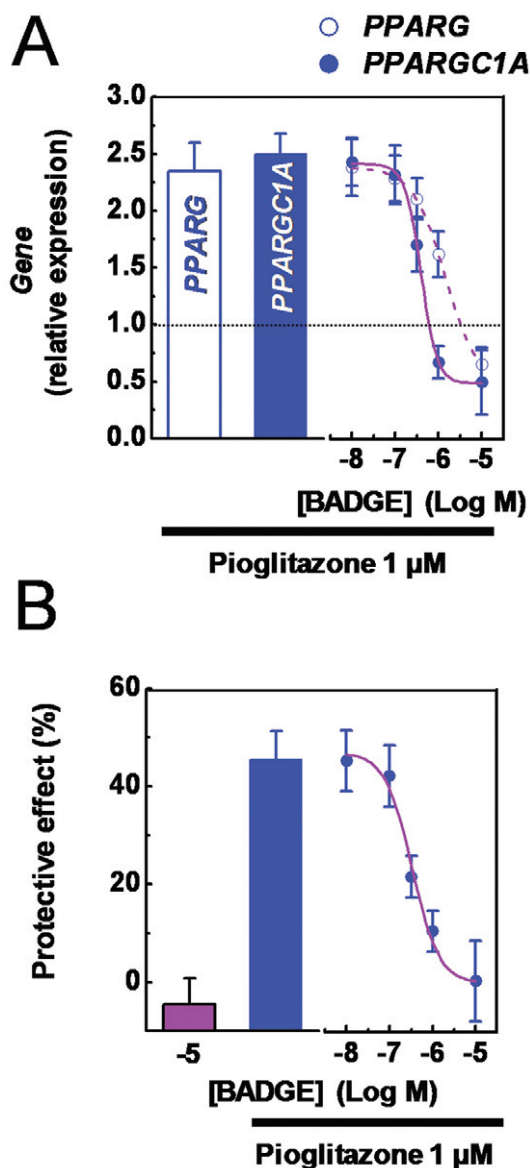 A
PPARG
PPARGC1A
3.0
2.5
2.0
1.5
1.0
0.5
0.0
Gene
(relative expression)
PPARG
PPARGC1A
-8 -7 -6 -5
[BADGE] (Log M)
Pioglitazone 1 µM
B
60
40
20
0
Protective effect (%)
-5 -8 -7 -6 -5
[BADGE] (Log M)
Pioglitazone 1 µM